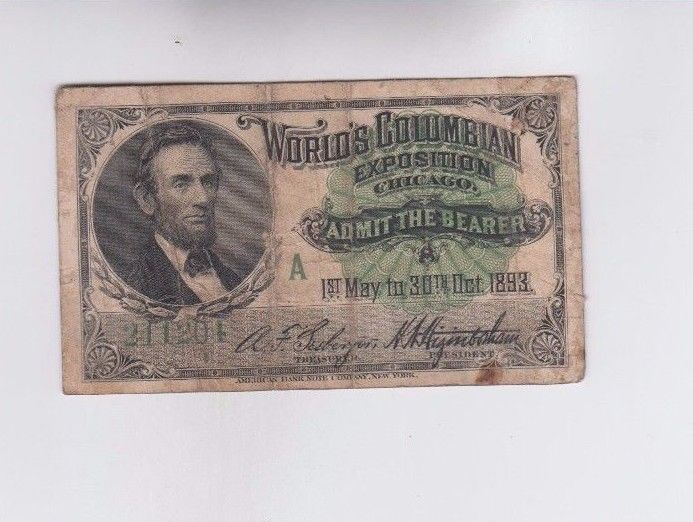 WORLD'S COLUMBIAN
EXPOSITION
CHICAGO.
ADMIT THE BEARER
A
A
1ST May to 30TH Oct. 1893.
TREASURER. PRESIDENT
AMERICAN BANK NOTE COMPANY, NEW YORK.